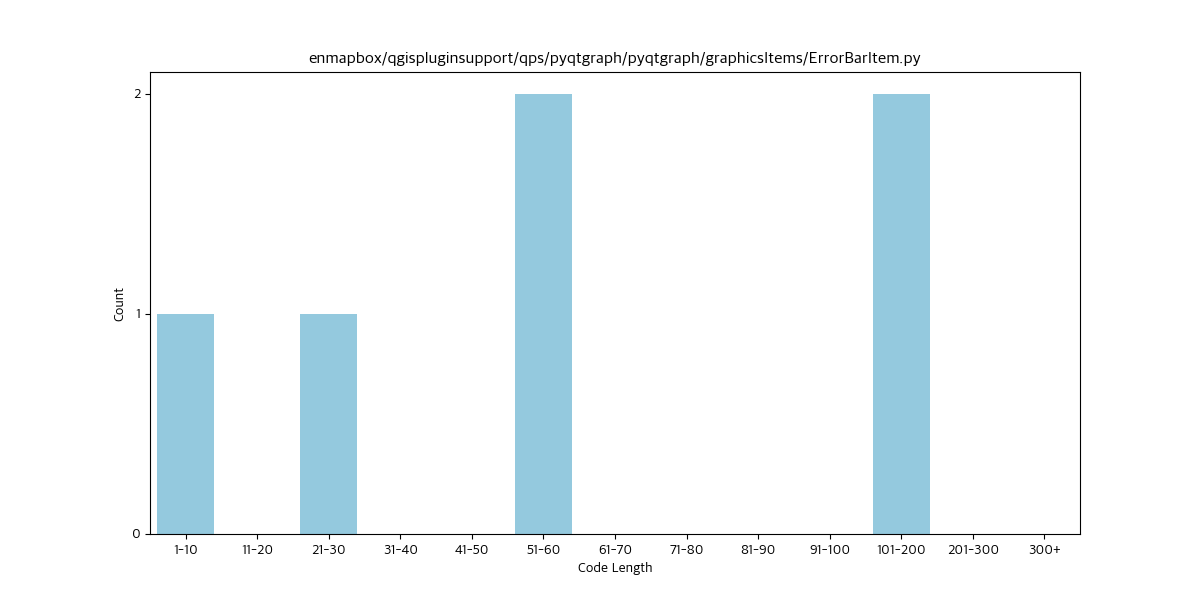 enmapbox/qgispluginsupport/qps/pyqtgraph/pyqtgraph/graphicsItems/ErrorBarItem.py
2
1
0
Count
1-10 11-20 21-30 31-40 41-50 51-60 61-70 71-80 81-90 91-100 101-200 201-300 300+
Code Length